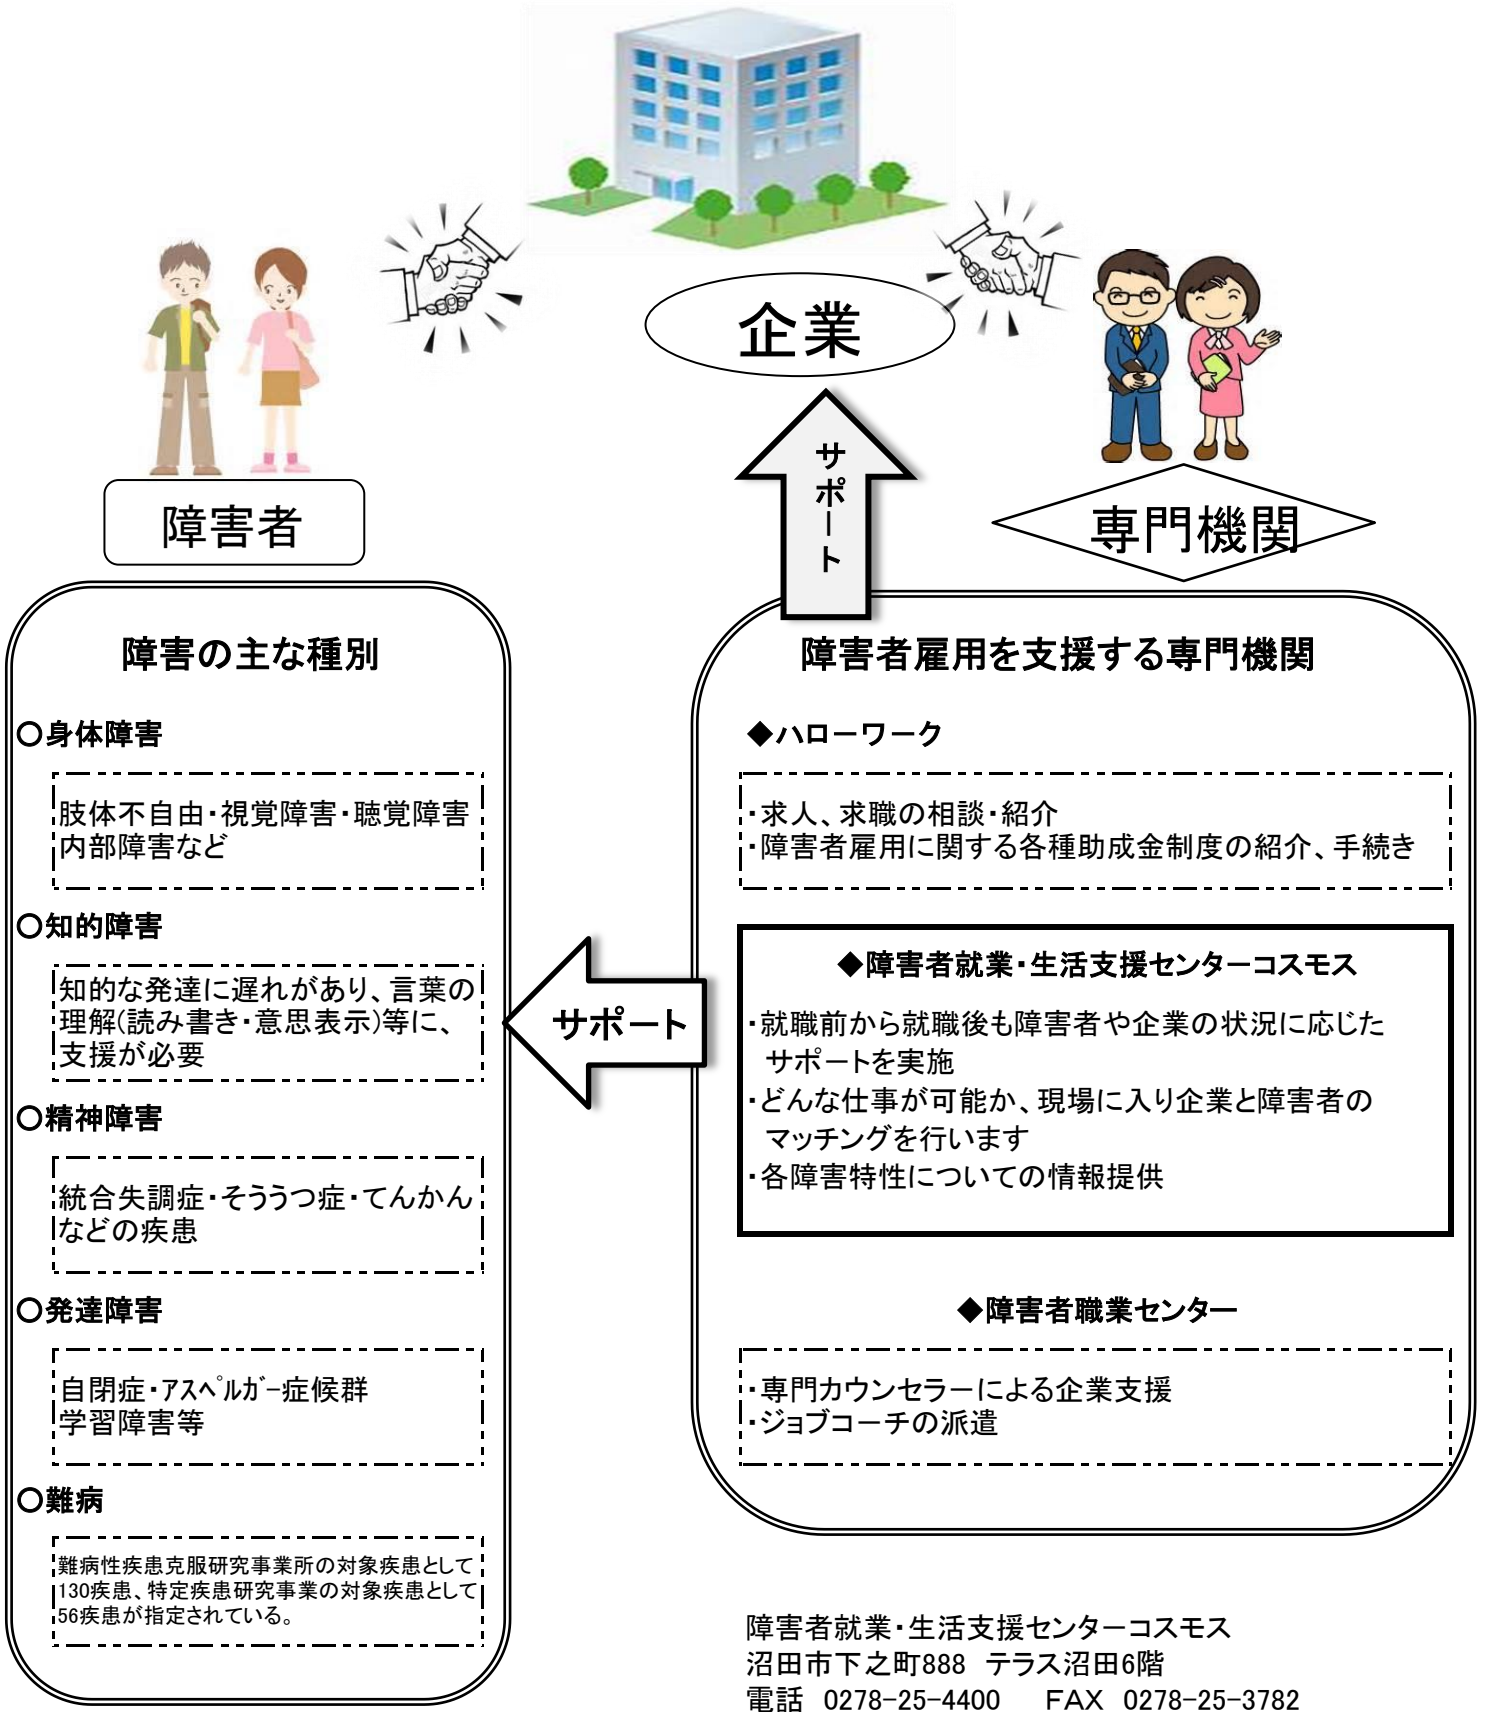 企業
サポート
障害者
専門機関
障害の主な種別
○身体障害
肢体不自由・視覚障害・聴覚障害
内部障害など
○知的障害
知的な発達に遅れがあり、言葉の
理解(読み書き・意思表示)等に、
支援が必要
○精神障害
統合失調症・そううつ症・てんかん
などの疾患
○発達障害
自閉症・アスペルガー症候群
学習障害等
○難病
難病性疾患克服研究事業所の対象疾患として
130疾患、特定疾患研究事業の対象疾患として
56疾患が指定されている。
サポート
障害者雇用を支援する専門機関
◆ハローワーク
・求人、求職の相談・紹介
・障害者雇用に関する各種助成金制度の紹介、手続き
◆障害者就業・生活支援センターコスモス
・就職前から就職後も障害者や企業の状況に応じた
サポートを実施
・どんな仕事が可能か、現場に入り企業と障害者の
マッチングを行います
・各障害特性についての情報提供
◆障害者職業センター
・専門カウンセラーによる企業支援
・ジョブコーチの派遣
障害者就業・生活支援センターコスモス
沼田市下之町888 テラス沼田6階
電話 0278-25-4400 FAX 0278-25-3782